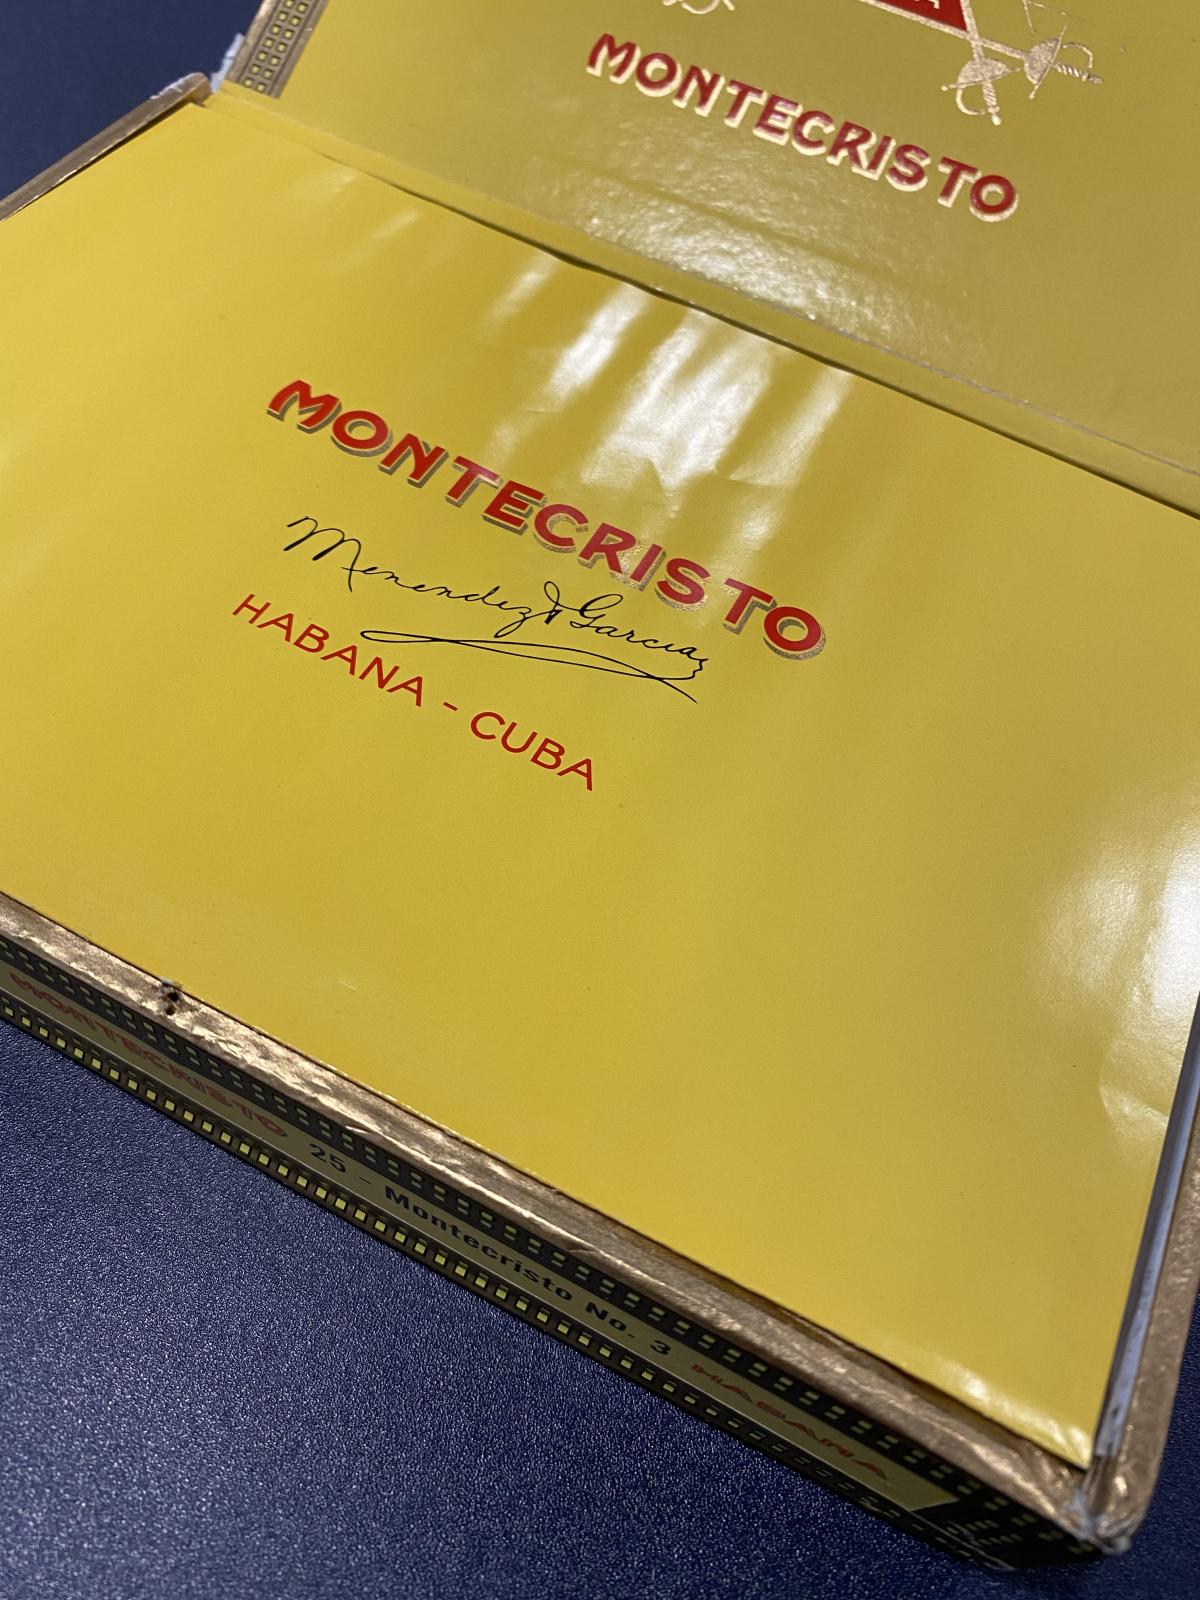 MONTECRISTO
MONTECRISTO
Menendez y Garcia
HABANA - CUBA
MONTECRISTO 25 - Montecristo No. 3 HABANA